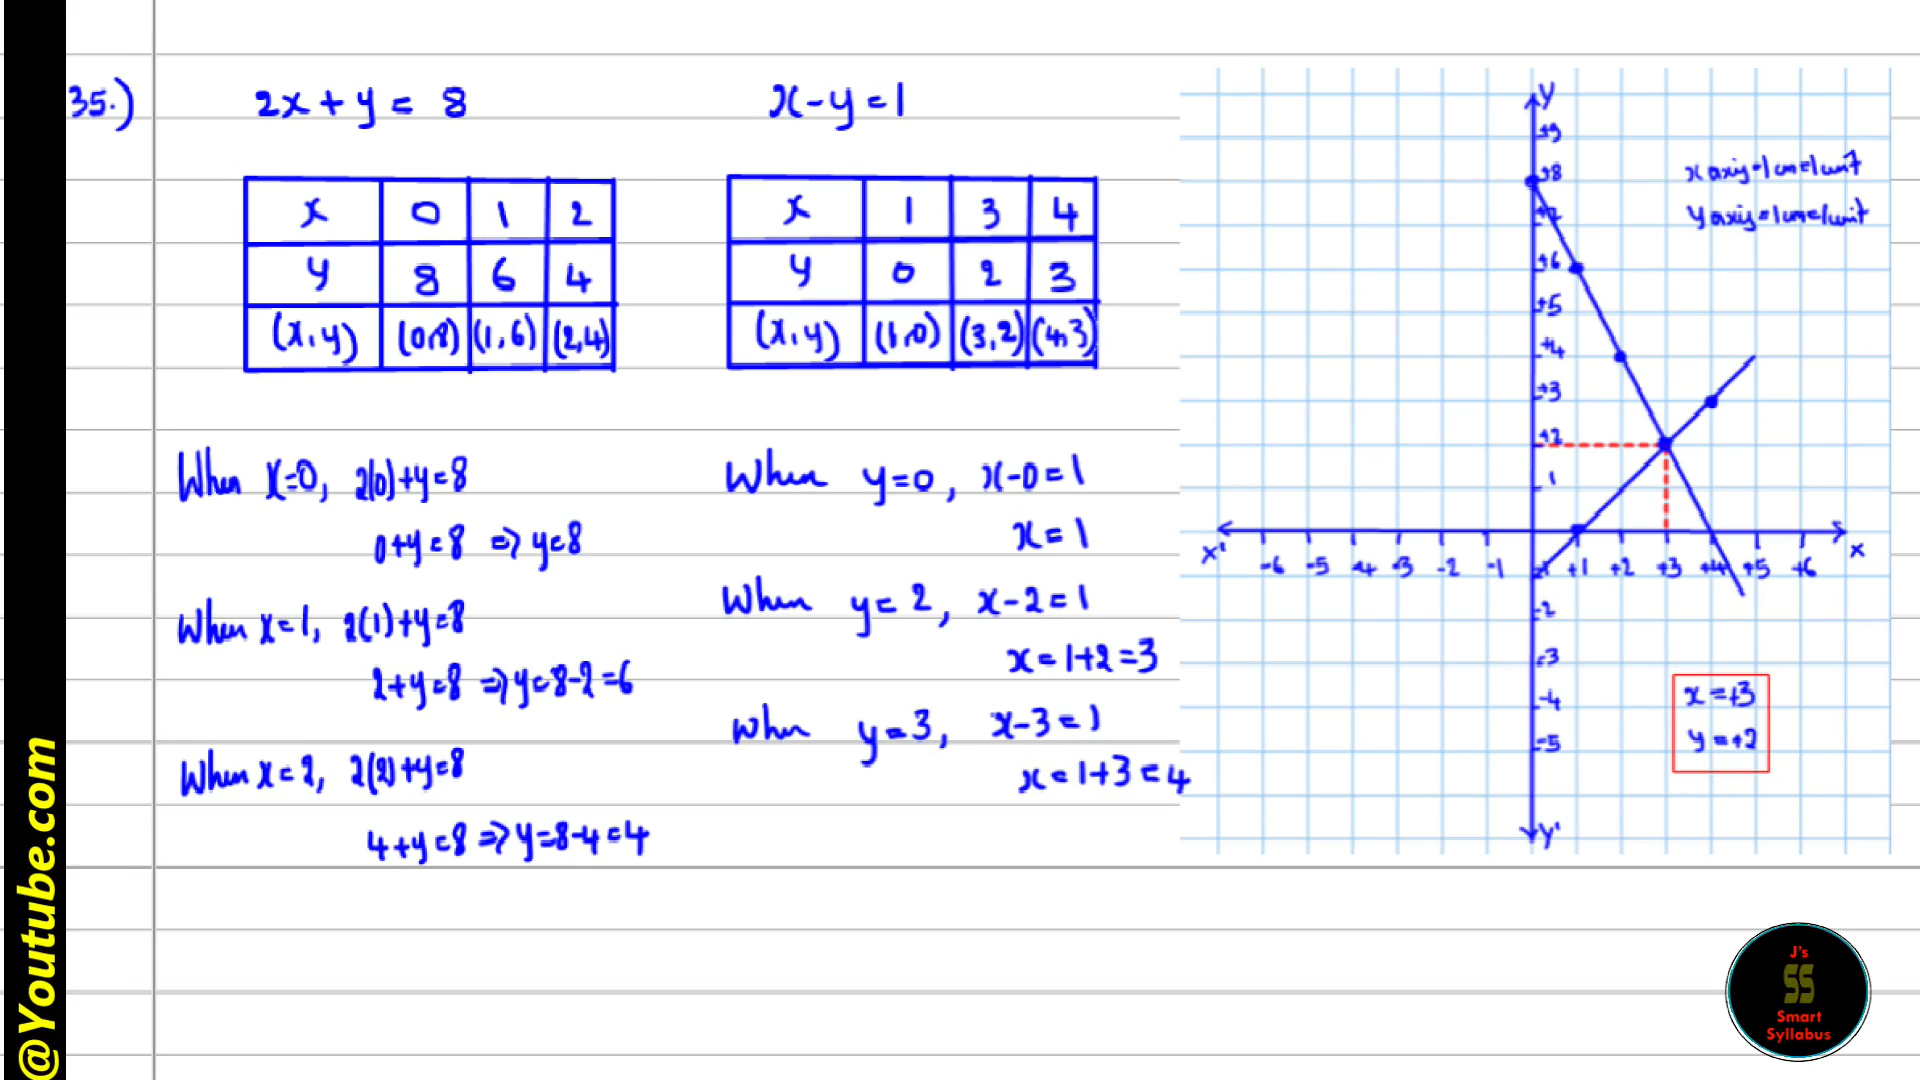 35.)
2x + y = 8
x - y = 1
x 0 1 2
y 8 6 4
(x,y) (0,8) (1,6) (2,4)
x 1 3 4
y 0 2 3
(x,y) (1,0) (3,2) (4,3)
When x=0, 2(0)+y=8
0+y=8 ⇒ y=8
When x=1, 2(1)+y=8
2+y=8 ⇒ y=8-2=6
When x=2, 2(2)+y=8
4+y=8 ⇒ y=8-4=4
When y=0, x-0=1
x=1
When y=2, x-2=1
x=1+2=3
When y=3, x-3=1
x=1+3=4
Y
+9
+8
+7
+6
+5
+4
+3
+2
1
x axis=1cm=1unit
y axis=1cm=1unit
X' -6 -5 -4 -3 -2 -1 +1 +2 +3 +4 +5 +6 X
-1
-2
-3
-4
-5
Y'
x=+3
y=+2
@Youtube.com
J's
SS
Smart
Syllabus